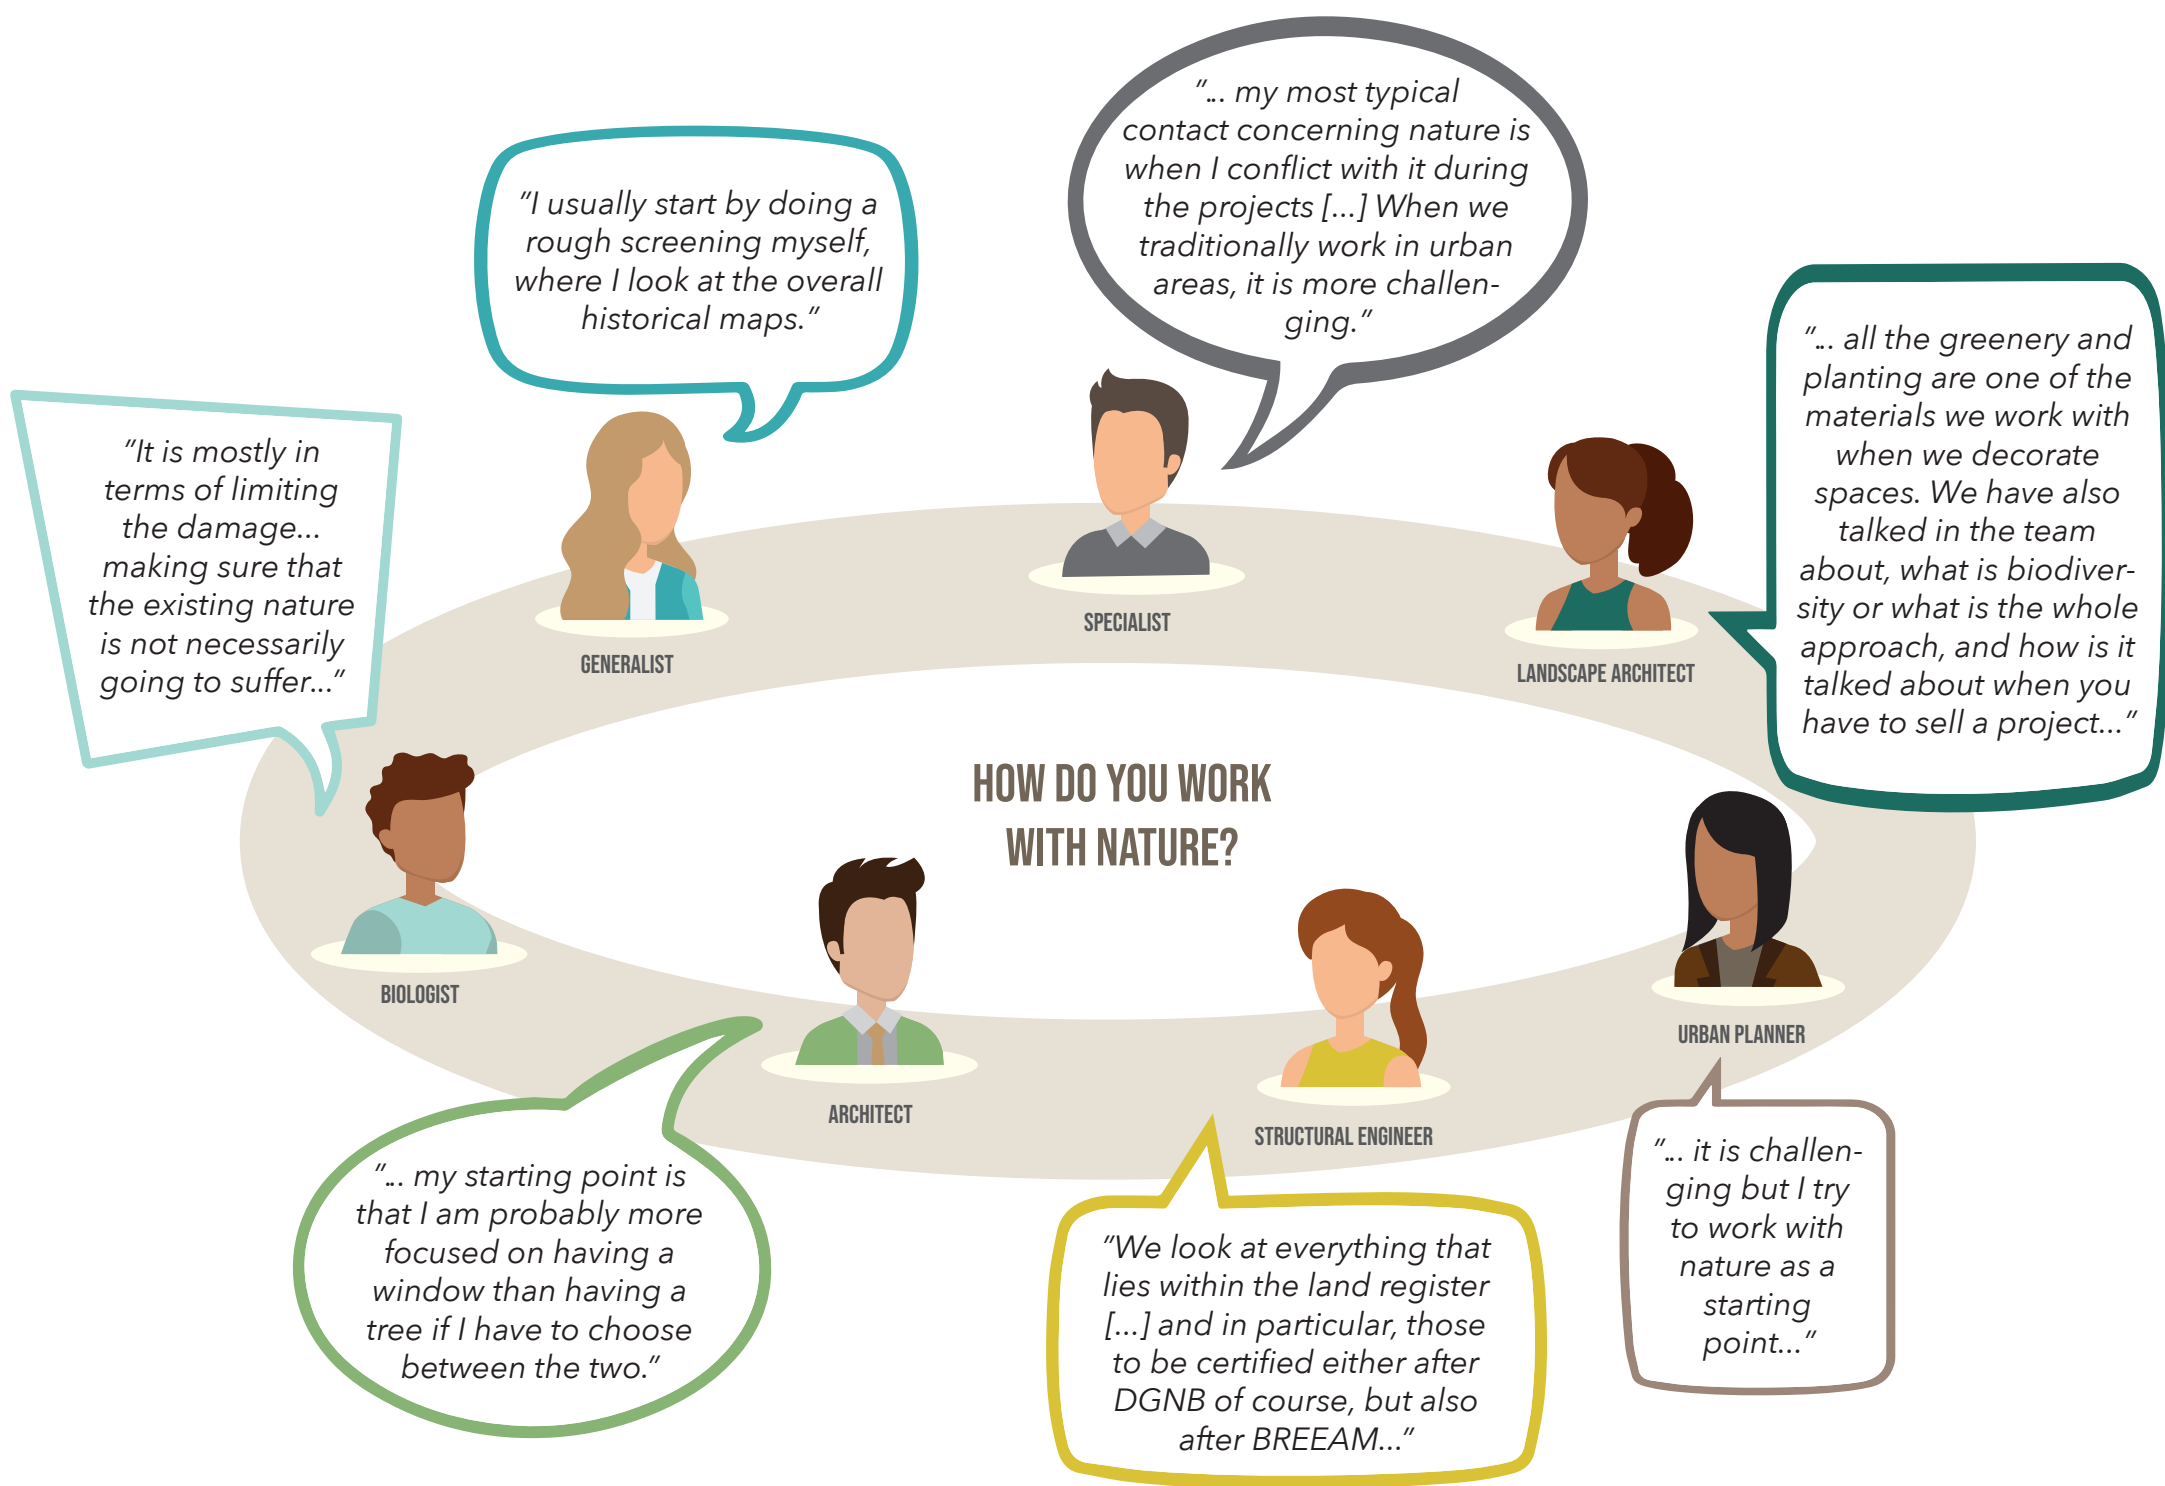 "... my most typical
contact concerning nature is
when I conflict with it during
the projects [...] When we
traditionally work in urban
areas, it is more challen-
ging."
"I usually start by doing a
rough screening myself,
where I look at the overall
historical maps."
"... all the greenery and
planting are one of the
materials we work with
when we decorate
spaces. We have also
talked in the team
about, what is biodiver-
sity or what is the whole
approach, and how is it
talked about when you
have to sell a project..."
"It is mostly in
terms of limiting
the damage...
making sure that
the existing nature
is not necessarily
going to suffer..."
SPECIALIST
GENERALIST
LANDSCAPE ARCHITECT
HOW DO YOU WORK
WITH NATURE?
BIOLOGIST
URBAN PLANNER
ARCHITECT
STRUCTURAL ENGINEER
"... my starting point is
that I am probably more
focused on having a
window than having a
tree if I have to choose
between the two."
"We look at everything that
lies within the land register
[...] and in particular, those
to be certified either after
DGNB of course, but also
after BREEAM..."
"... it is challen-
ging but I try
to work with
nature as a
starting
point..."